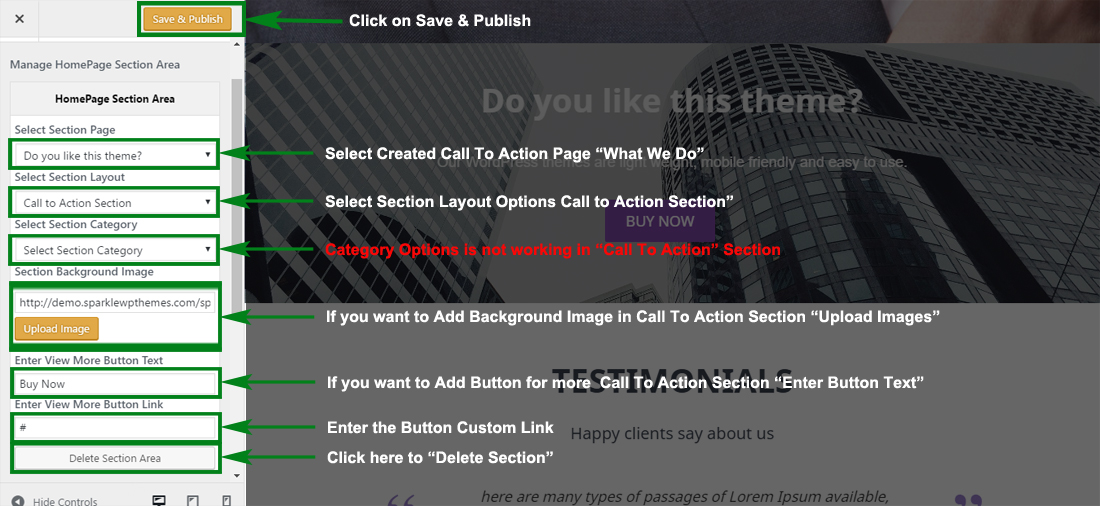 Save & Publish
Click on Save & Publish
Manage HomePage Section Area
HomePage Section Area
Do you like this theme?
Select Section Page
Do you like this theme?
Select Created Call To Action Page “What We Do”
Our WordPress themes are light weight, mobile friendly and easy to use.
Select Section Layout
Call to Action Section
Select Section Layout Options Call to Action Section”
BUY NOW
Select Section Category
Select Section Category
Category Options is not working in “Call To Action” Section
Section Background Image
http://demo.sparklewpthemes.com/sp
If you want to Add Background Image in Call To Action Section “Upload Images”
Upload Image
Enter View More Button Text
Buy Now
If you want to Add Button for more Call To Action Section “Enter Button Text”
TESTIMONIALS
Enter View More Button Link
#
Enter the Button Custom Link
Happy clients say about us
Delete Section Area
Click here to “Delete Section”
Hide Controls
here are many types of passages of Lorem Ipsum available,